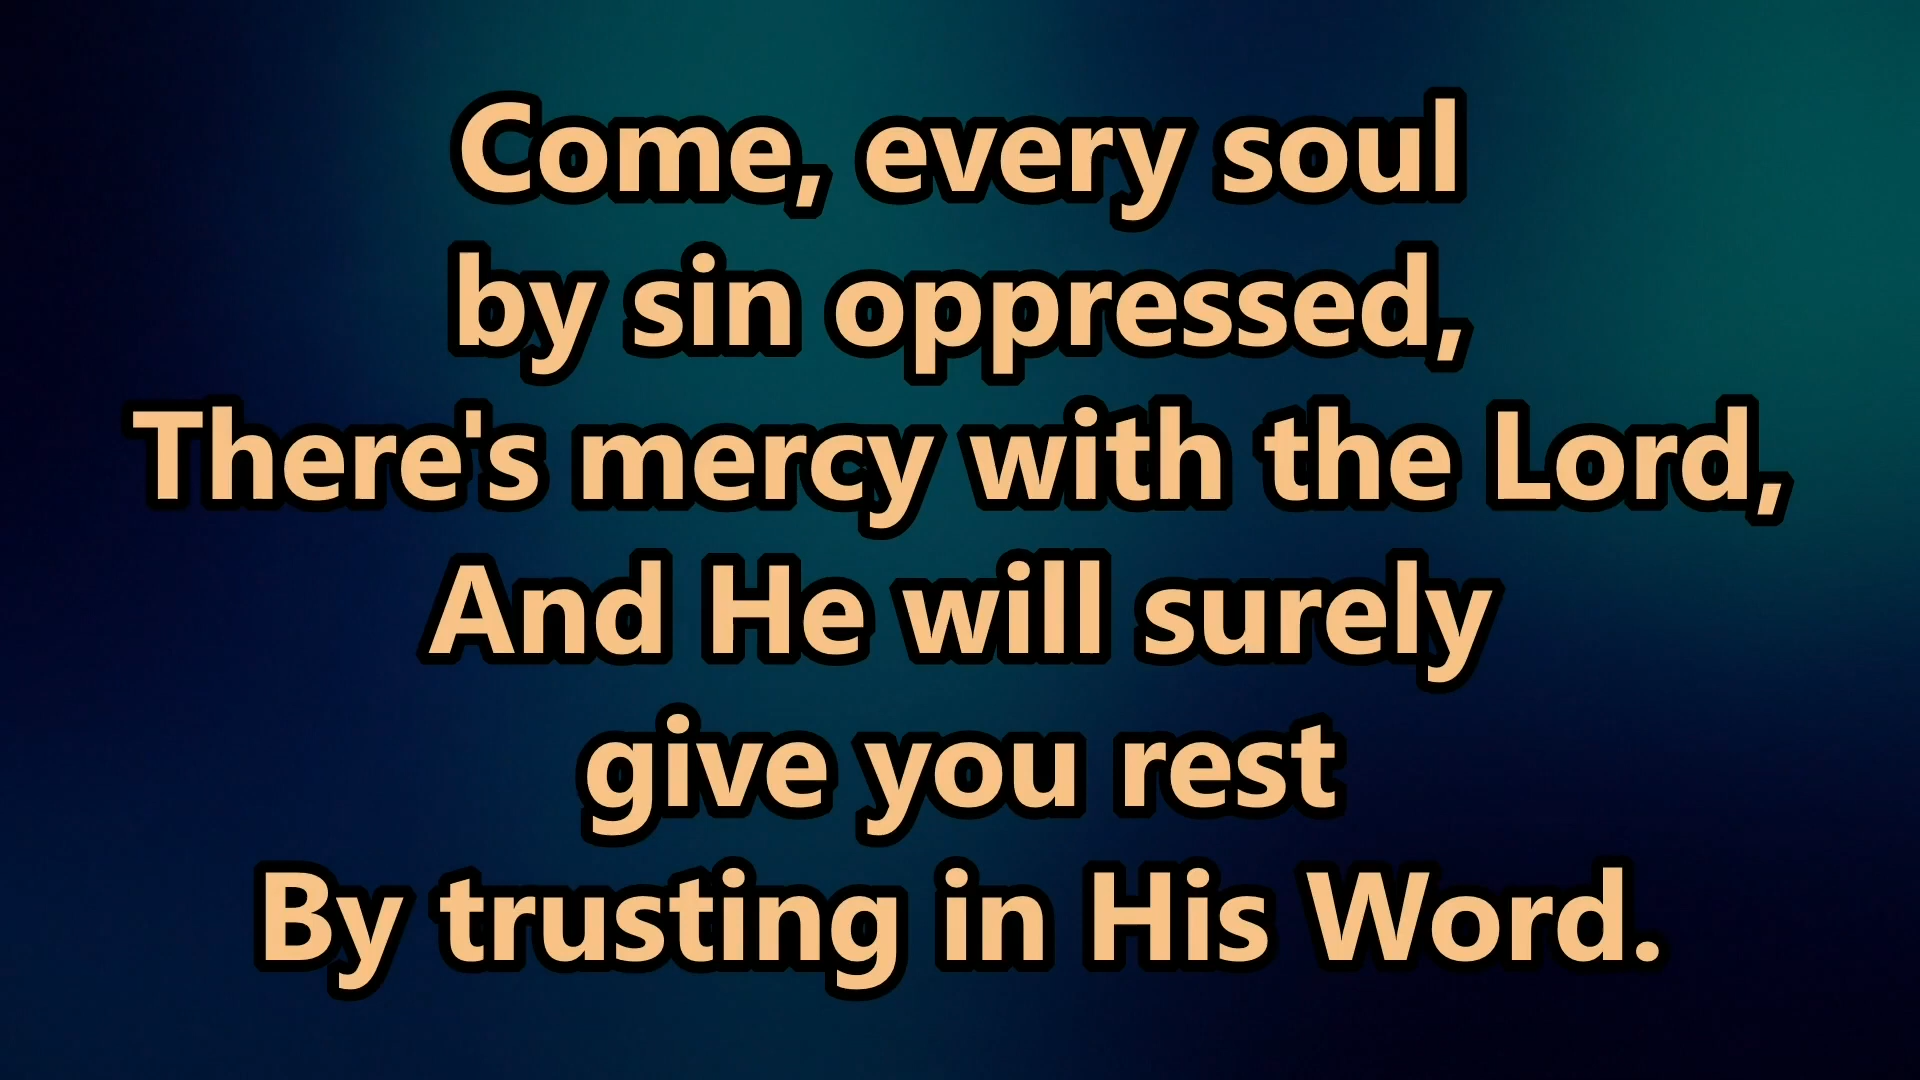 Come, every soul
by sin oppressed,
There's mercy with the Lord,
And He will surely
give you rest
By trusting in His Word.